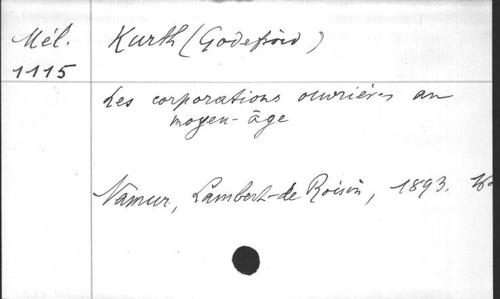 Mél.
1115
Kurth (Godefroid)
Les corporations ouvrières au
moyen-âge
Namur, Lambert-de Roisin, 1893.